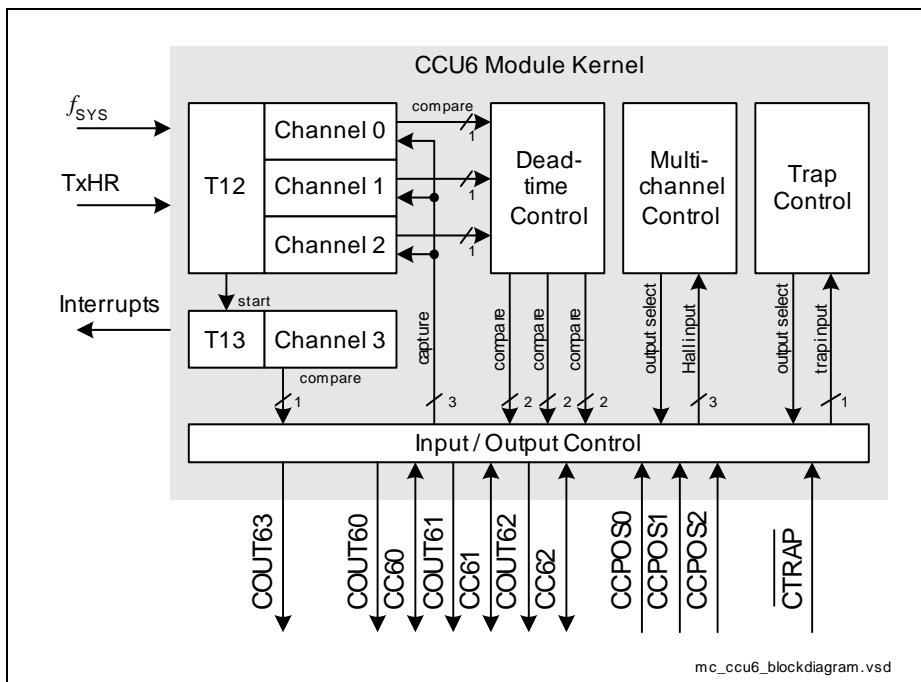 CCU6 Module Kernel
fSYS
TxHR
Interrupts
T12
Channel 0
Channel 1
Channel 2
compare
1
1
1
Dead-
time
Control
Multi-
channel
Control
Trap
Control
start
T13
Channel 3
compare
1
capture
3
compare
2
compare
2
compare
2
output select
Hall input
3
output select
trap input
1
Input / Output Control
COUT63
COUT60
CC60
COUT61
CC61
COUT62
CC62
CCPOS0
CCPOS1
CCPOS2
CTRAP
mc_ccu6_blockdiagram.vsd